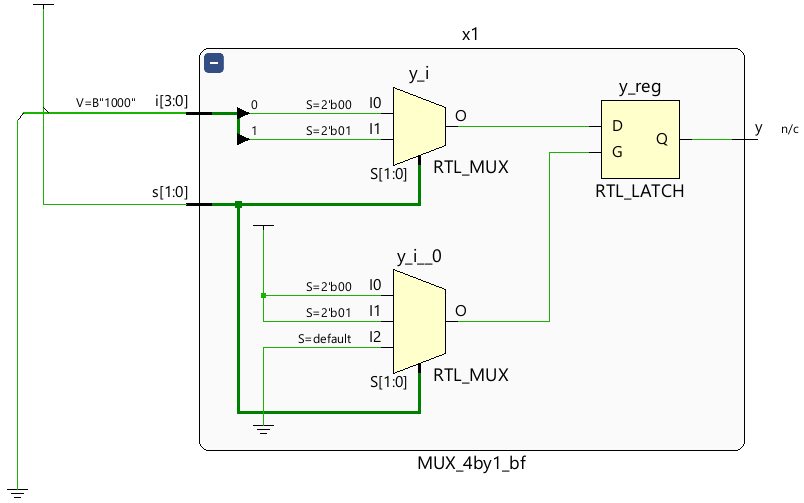 x1
−
y_i
y_reg
V=B"1000"
i[3:0]
0
S=2'b00
I0
O
D
1
S=2'b01
I1
G
Q
y
n/c
S[1:0]
RTL_MUX
s[1:0]
RTL_LATCH
y_i__0
S=2'b00
I0
S=2'b01
I1
O
S=default
I2
S[1:0]
RTL_MUX
MUX_4by1_bf